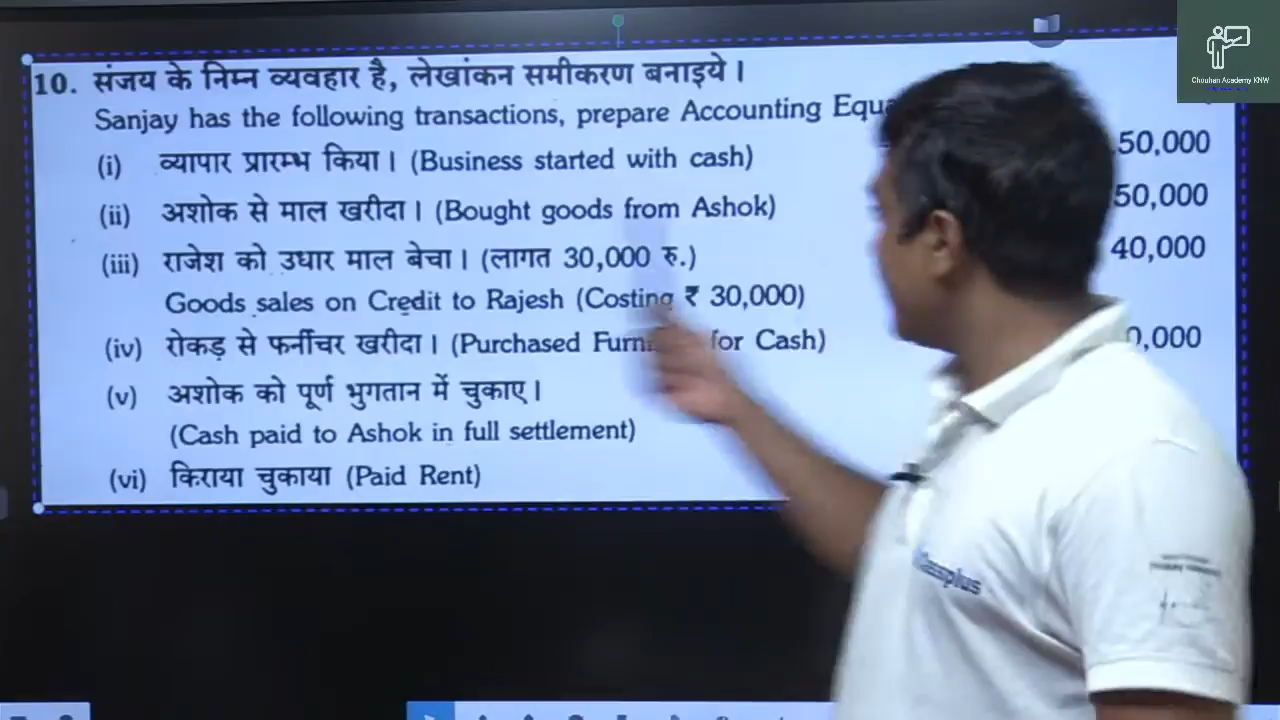 Chouhan Academy KNW
10. संजय के निम्न व्यवहार है, लेखांकन समीकरण बनाइये।
Sanjay has the following transactions, prepare Accounting
(i) व्यापार प्रारम्भ किया। (Business started with cash) 50,000
(ii) अशोक से माल खरीदा। (Bought goods from Ashok) 50,000
(iii) राजेश को उधार माल बेचा। (लागत 30,000 रु.) 40,000
Goods sales on Credit to Rajesh (Costing ₹ 30,000)
(iv) रोकड़ से फर्नीचर खरीदा। (Purchased for Cash)
(v) अशोक को पूर्ण भुगतान में चुकाए।
(Cash paid to Ashok in full settlement)
(vi) किराया चुकाया (Paid Rent)